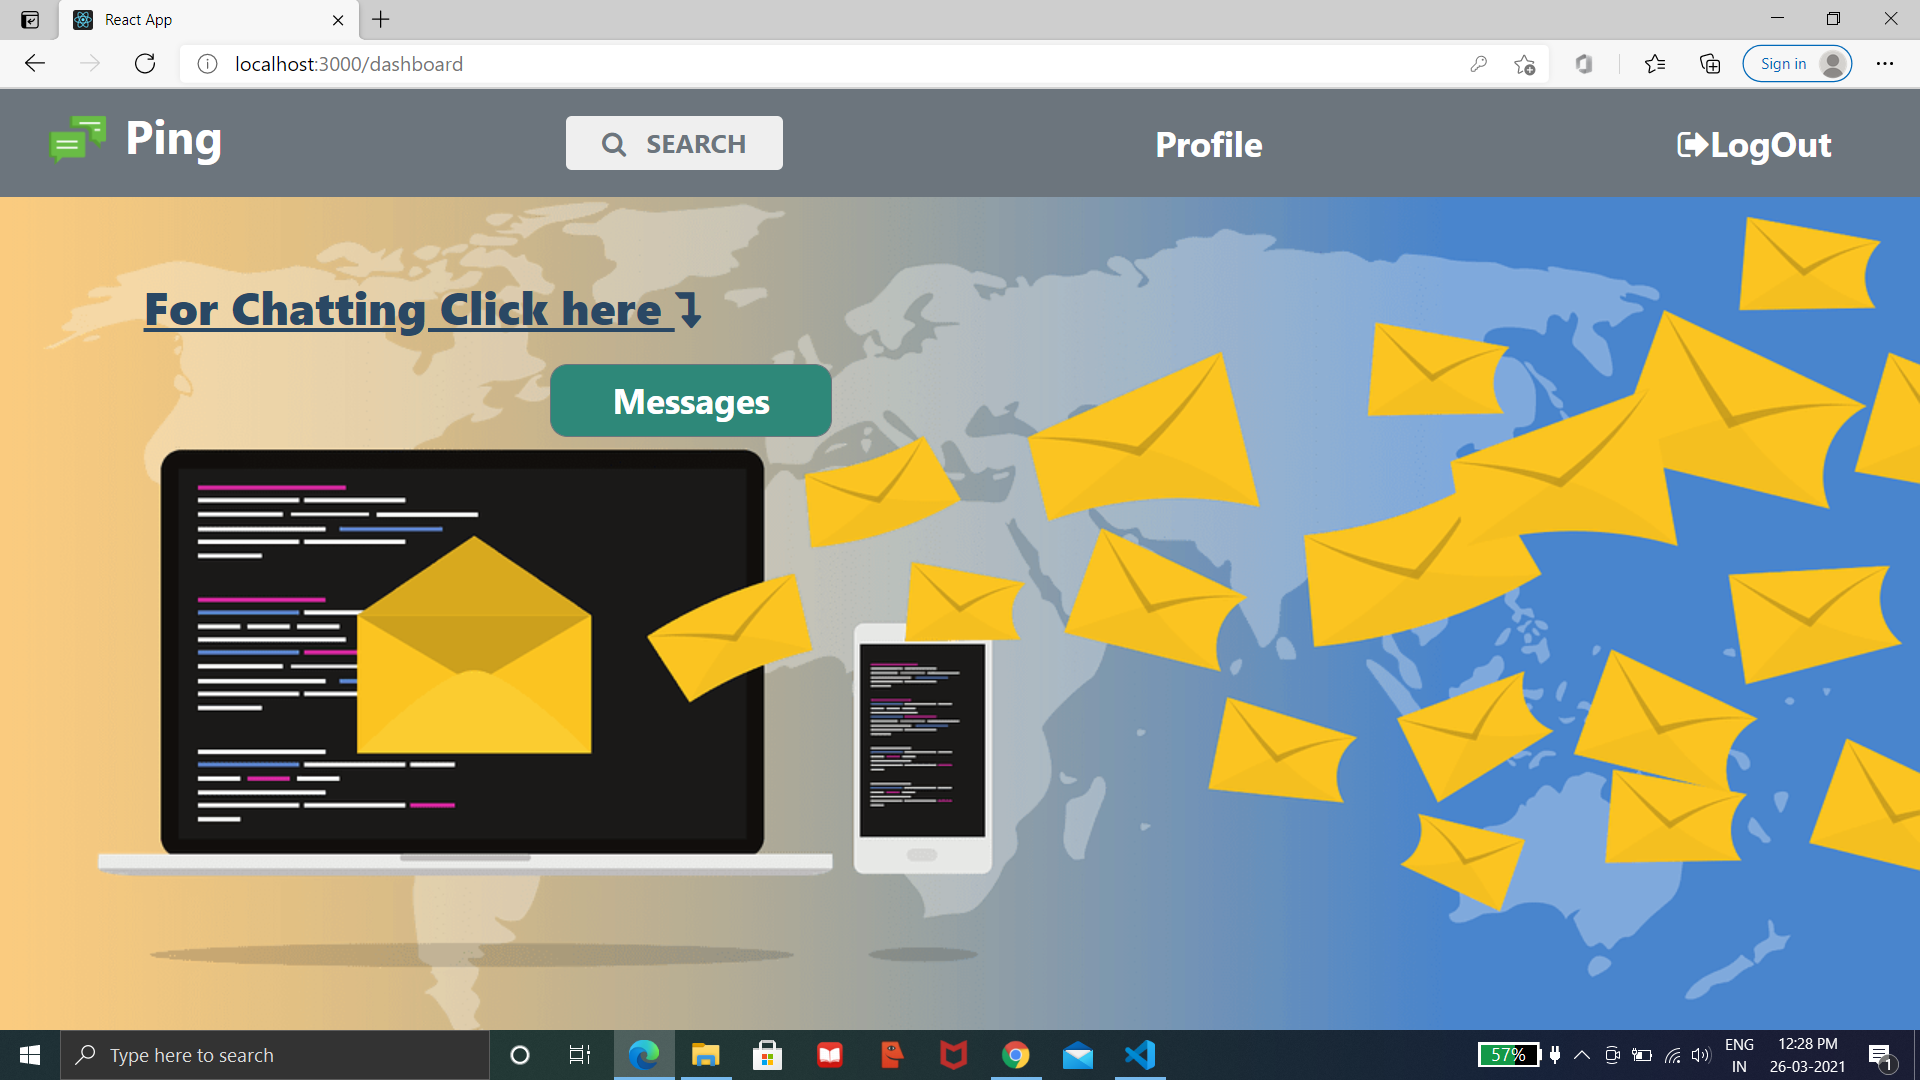 React App
localhost:3000/dashboard
Sign in
Ping
SEARCH
Profile
LogOut
For Chatting Click here
Messages
Type here to search
57%
ENG
IN
12:28 PM
26-03-2021
1